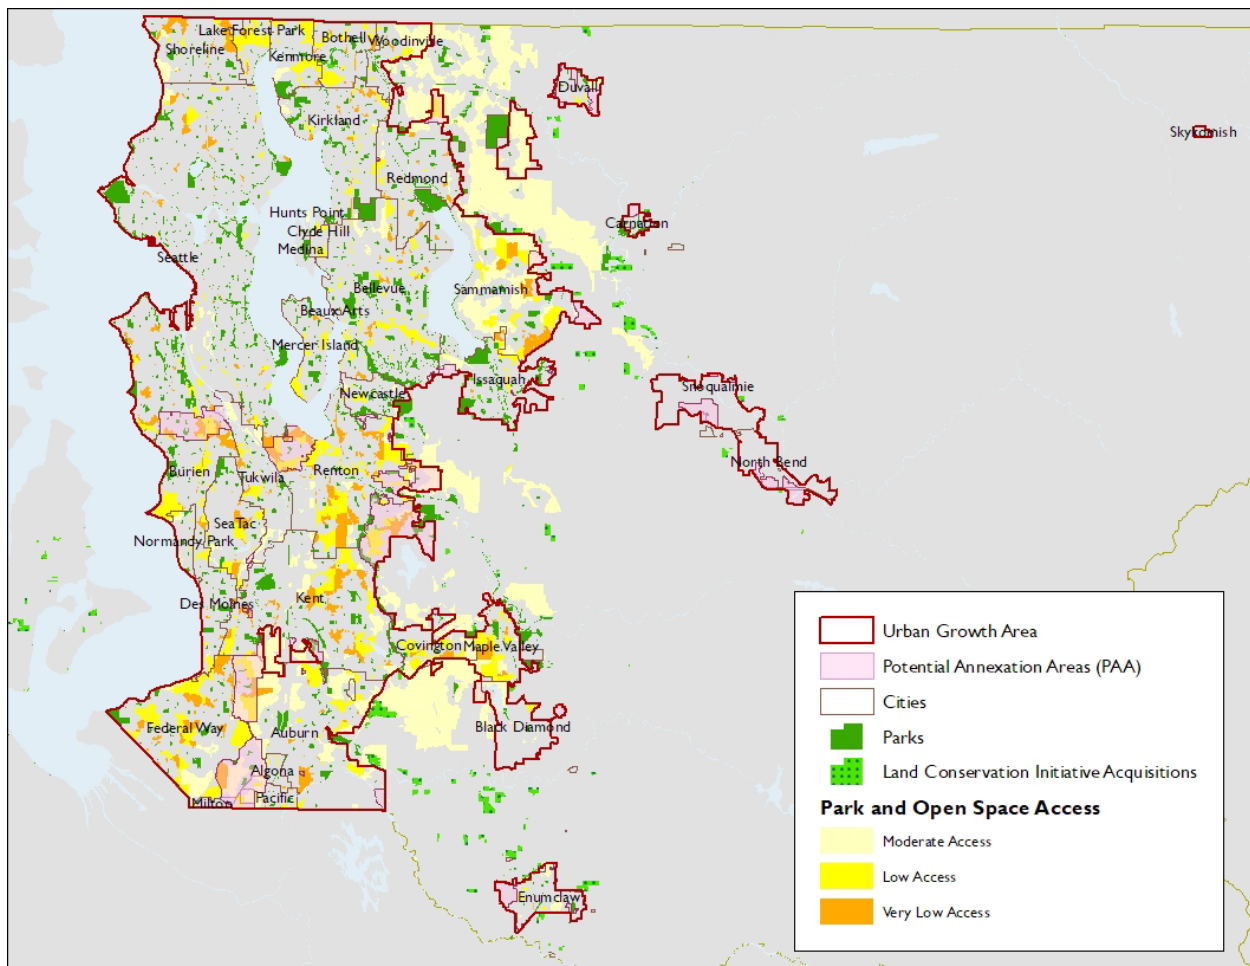 Lake Forest Park
Bothell
Woodinville
Shoreline
Kenmore
Duvall
Kirkland
Skykomish
Redmond
Hunts Point
Carnation
Clyde Hill
Medina
Seattle
Bellevue
Sammamish
Beaux Arts
Mercer Island
Issaquah
Snoqualmie
Newcastle
North Bend
Burien
Tukwila
Renton
SeaTac
Normandy Park
Des Moines
Kent
Covington
Maple Valley
Federal Way
Auburn
Black Diamond
Algona
Milton
Pacific
Enumclaw
Urban Growth Area
Potential Annexation Areas (PAA)
Cities
Parks
Land Conservation Initiative Acquisitions
Park and Open Space Access
Moderate Access
Low Access
Very Low Access